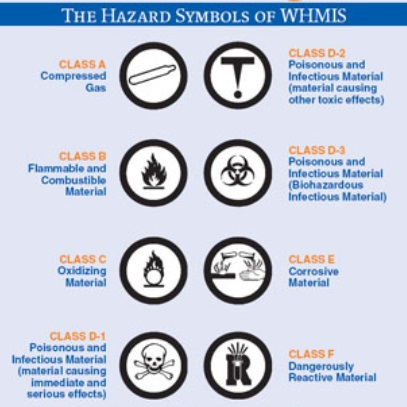 THE HAZARD SYMBOLS OF WHMIS
CLASS A
Compressed
Gas
CLASS D-2
Poisonous and
Infectious Material
(material causing
other toxic effects)
CLASS B
Flammable and
Combustible
Material
CLASS D-3
Poisonous and
Infectious Material
(Biohazardous
Infectious Material)
CLASS C
Oxidizing
Material
CLASS E
Corrosive
Material
CLASS D-1
Poisonous and
Infectious Material
(material causing
immediate and
serious effects)
CLASS F
Dangerously
Reactive Material